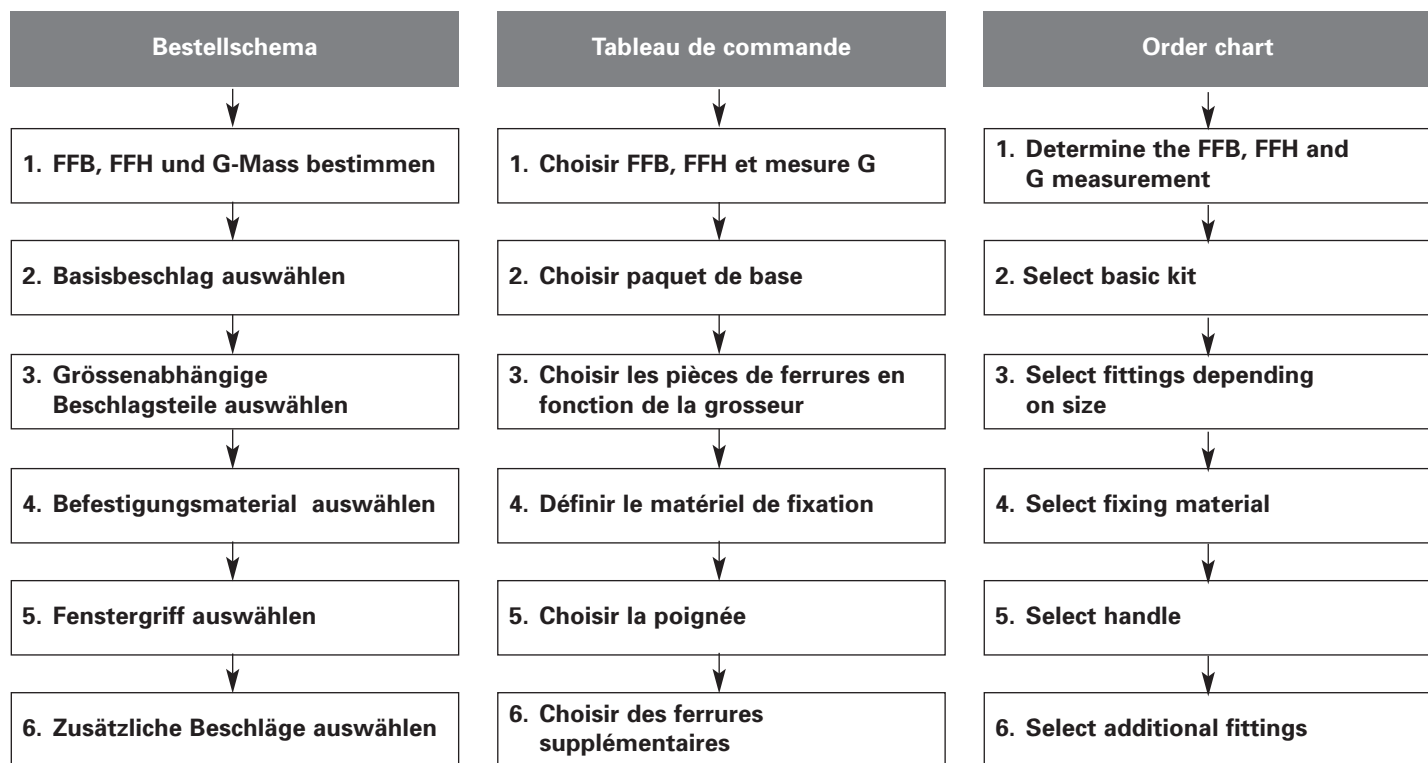 Bestellschema
1. FFB, FFH und G-Mass bestimmen
2. Basisbeschlag auswählen
3. Grössenabhängige
Beschlagsteile auswählen
4. Befestigungsmaterial auswählen
5. Fenstergriff auswählen
6. Zusätzliche Beschläge auswählen
Tableau de commande
1. Choisir FFB, FFH et mesure G
2. Choisir paquet de base
3. Choisir les pièces de ferrures en
fonction de la grosseur
4. Définir le matériel de fixation
5. Choisir la poignée
6. Choisir des ferrures
supplémentaires
Order chart
1. Determine the FFB, FFH and
G measurement
2. Select basic kit
3. Select fittings depending
on size
4. Select fixing material
5. Select handle
6. Select additional fittings